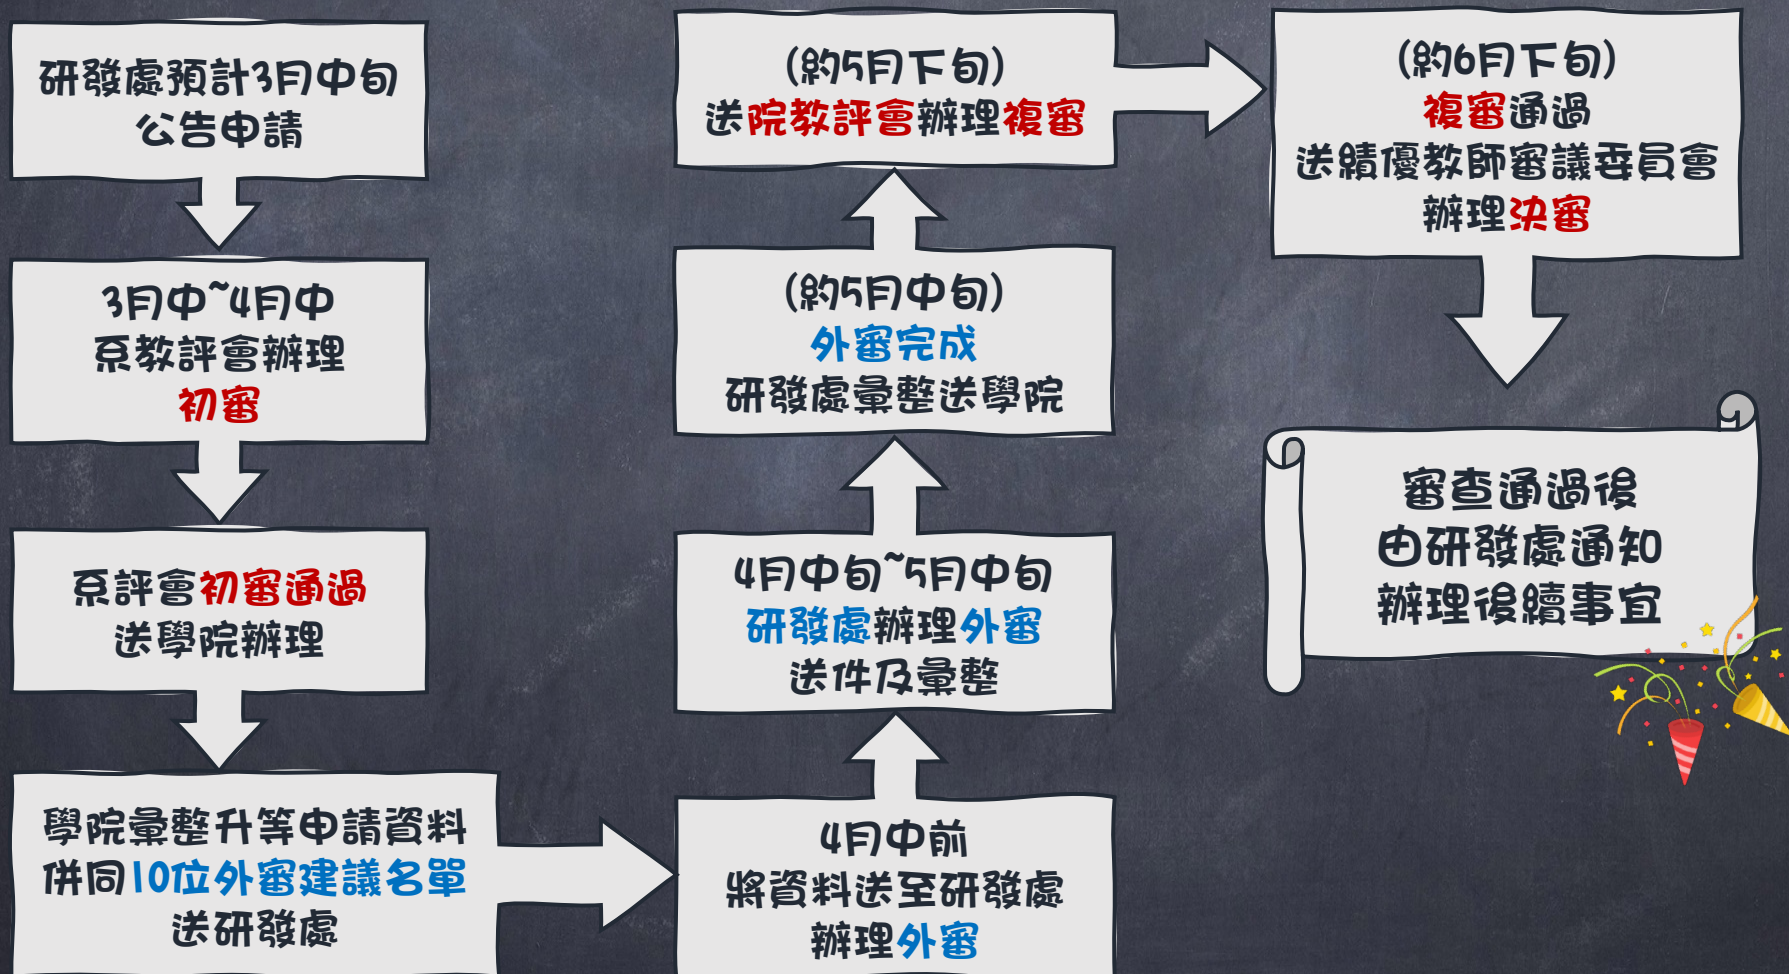 研發處預計3月中旬
公告申請
3月中~4月中
系教評會辦理
初審
系評會初審通過
送學院辦理
學院彙整升等申請資料
併同10位外審建議名單
送研發處
4月中前
將資料送至研發處
辦理外審
4月中旬~5月中旬
研發處辦理外審
送件及彙整
(約5月中旬)
外審完成
研發處彙整送學院
(約5月下旬)
送院教評會辦理複審
(約6月下旬)
複審通過
送績優教師審議委員會
辦理決審
審查通過後
由研發處通知
辦理後續事宜